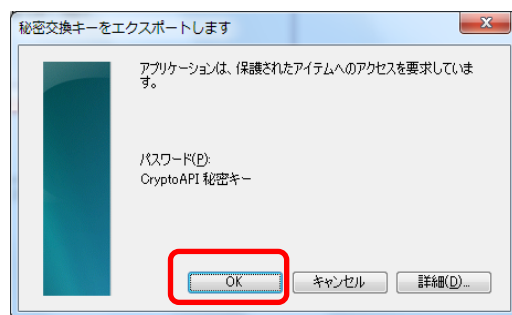 秘密交換キーをエクスポートします
アプリケーションは、保護されたアイテムへのアクセスを要求していま
す。
パスワード(P):
CryptoAPI 秘密キー
OK キャンセル 詳細(D)...